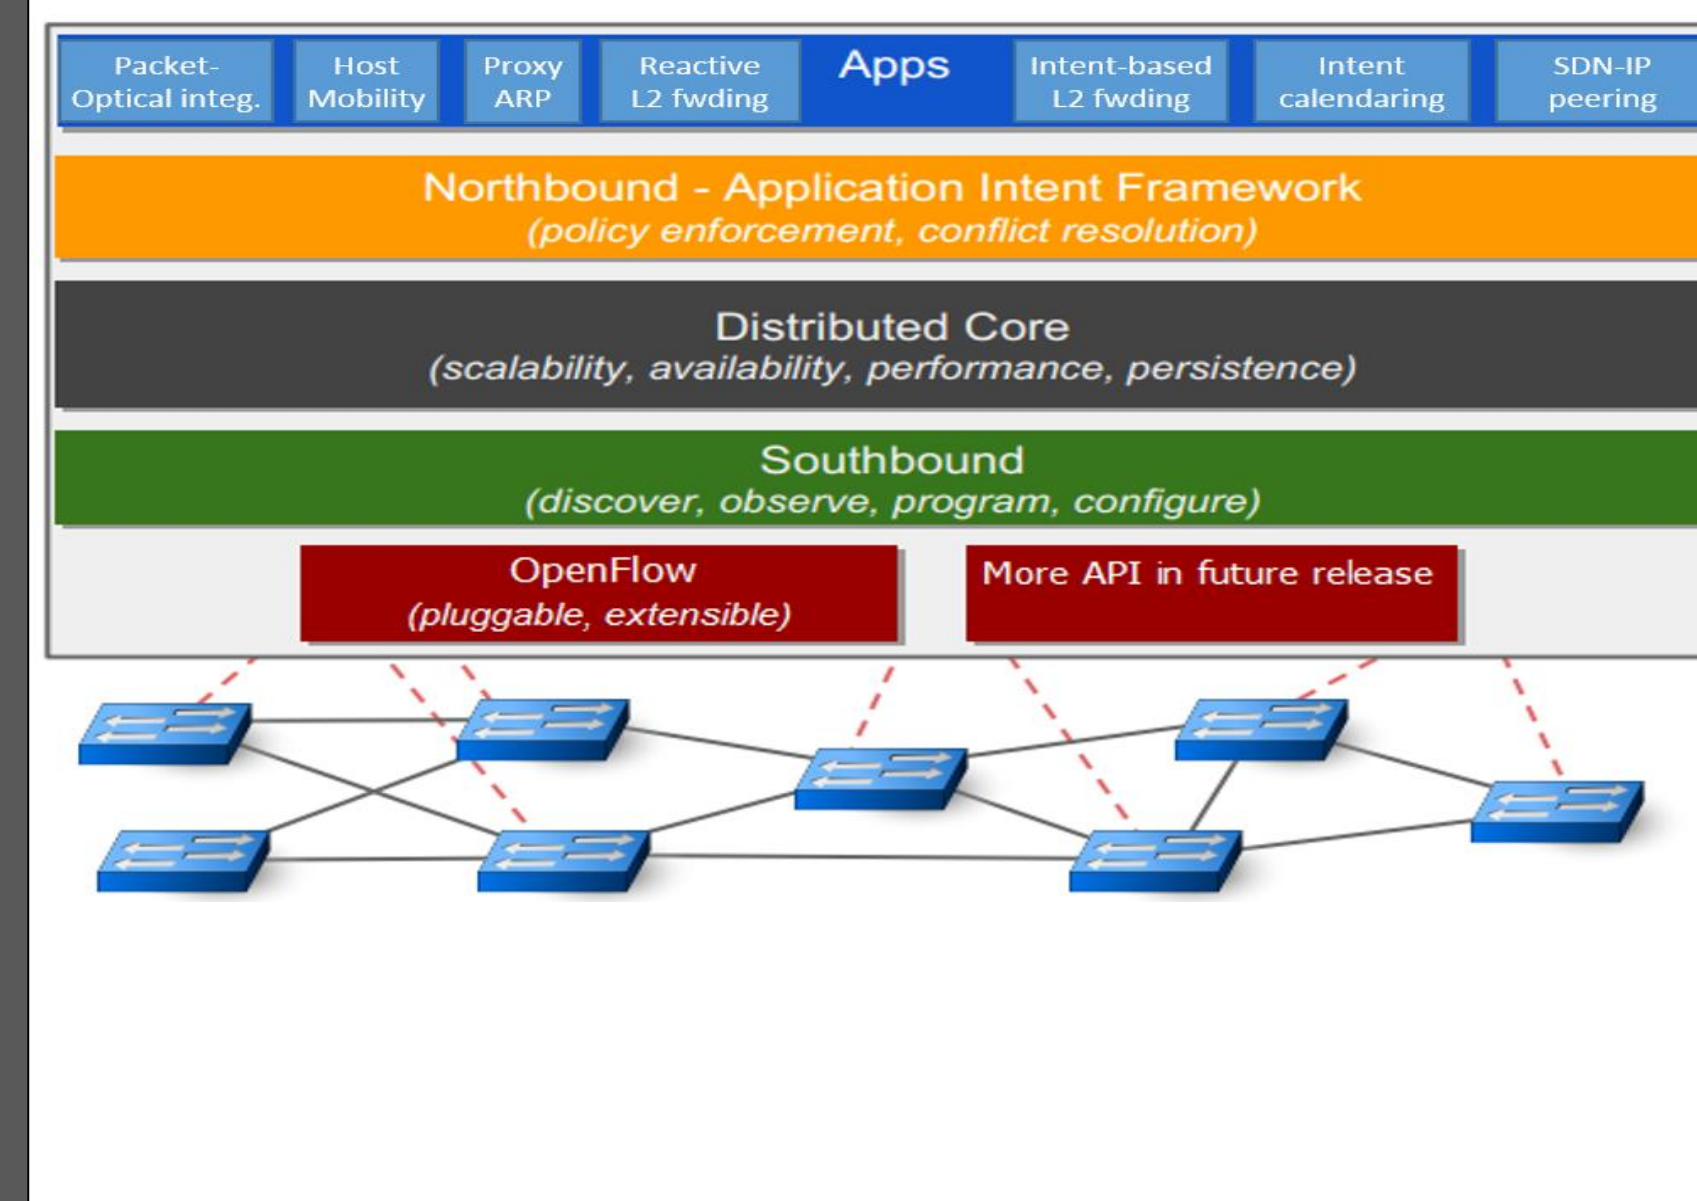 Packet-
Optical integ.
Host
Mobility
Proxy
ARP
Reactive
L2 fwding
Apps
Intent-based
L2 fwding
Intent
calendaring
SDN-IP
peering
Northbound - Application Intent Framework
(policy enforcement, conflict resolution)
Distributed Core
(scalability, availability, performance, persistence)
Southbound
(discover, observe, program, configure)
OpenFlow
(pluggable, extensible)
More API in future release